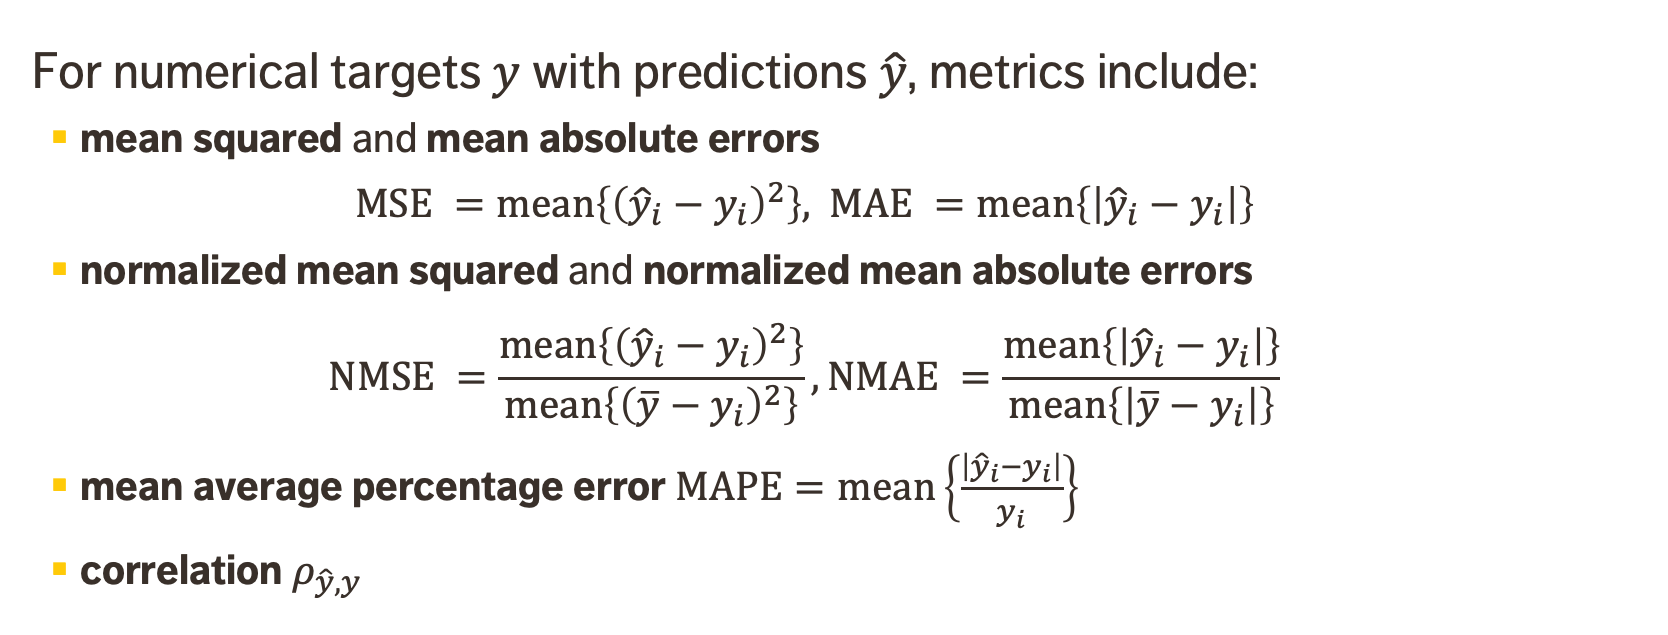 For numerical targets y with predictions ŷ, metrics include:
▪ mean squared and mean absolute errors
MSE = mean{(ŷᵢ − yᵢ)²}, MAE = mean{|ŷᵢ − yᵢ|}
▪ normalized mean squared and normalized mean absolute errors
NMSE = mean{(ŷᵢ − yᵢ)²} / mean{(ȳ − yᵢ)²}, NMAE = mean{|ŷᵢ − yᵢ|} / mean{|ȳ − yᵢ|}
▪ mean average percentage error MAPE = mean {|ŷᵢ−yᵢ| / yᵢ}
▪ correlation ρŷ,y